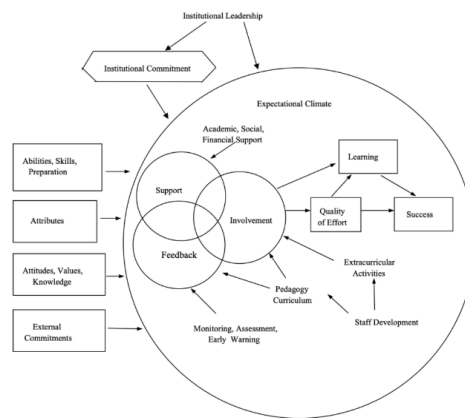 Institutional Leadership
Institutional Commitment
Expectational Climate
Academic, Social,
Financial Support
Abilities, Skills,
Preparation
Learning
Support
Attributes
Involvement
Quality
of Effort
Success
Feedback
Attitudes, Values,
Knowledge
Extracurricular
Activities
Pedagogy
Curriculum
External
Commitments
Monitoring, Assessment,
Early Warning
Staff Development